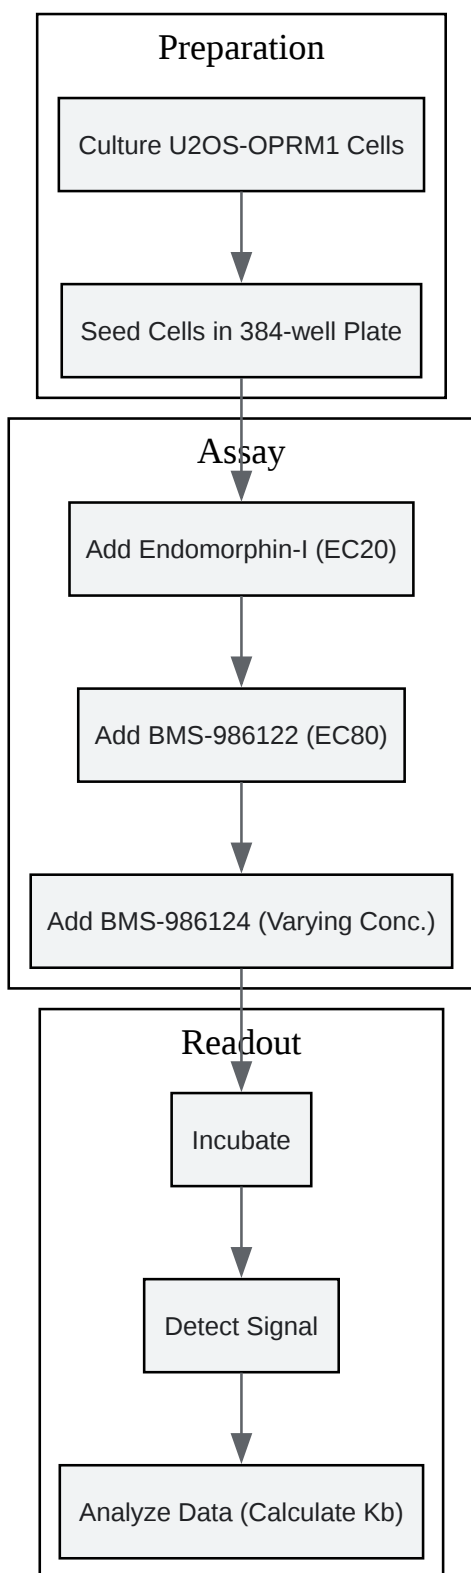 Preparation
Culture U2OS-OPRM1 Cells
Seed Cells in 384-well Plate
Assay
Add Endomorphin-I (EC20)
Add BMS-986122 (EC80)
Add BMS-986124 (Varying Conc.)
Readout
Incubate
Detect Signal
Analyze Data (Calculate Kb)